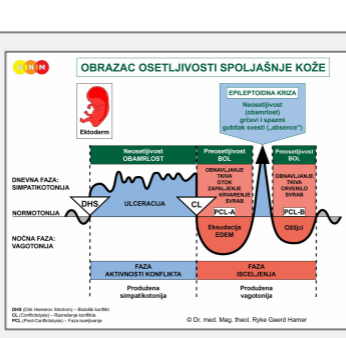 G N M
OBRAZAC OSETLJIVOSTI SPOLJAŠNJE KOŽE
Ektoderm
EPILEPTOIDNA KRIZA
Neosetljivost
(obamrlost)
grčevi i spazmi
gubitak svesti („absence")
Neosetljivost
OBAMRLOST
Preosetljivost
BOL
Preosetljivost
BOL
DNEVNA FAZA:
SIMPATIKOTONIJA
OBNAVLJANJE
TKIVA
OTOK
ZAPALJENJE
KRVARENJE
SVRAB
OBNAVLJANJE
TKIVA
CRVENILO
SVRAB
DHS
ULCERACIJA
CL
NORMOTONIJA
PCL-A
PCL-B
NOĆNA FAZA:
VAGOTONIJA
Eksudacija
EDEM
Ožiljci
FAZA
AKTIVNOSTI KONFLIKTA
FAZA
ISCELJENJA
Produžena
simpatikotonija
Produžena
vagotonija
DHS (Dirk Hamerov Sindrom) – Biološki konflikt
CL (Conflictolysis) – Razrešenje konflikta
PCL (Post-Conflictolysis) – Faza isceljivanja
© Dr. med. Mag. theol. Ryke Geerd Hamer